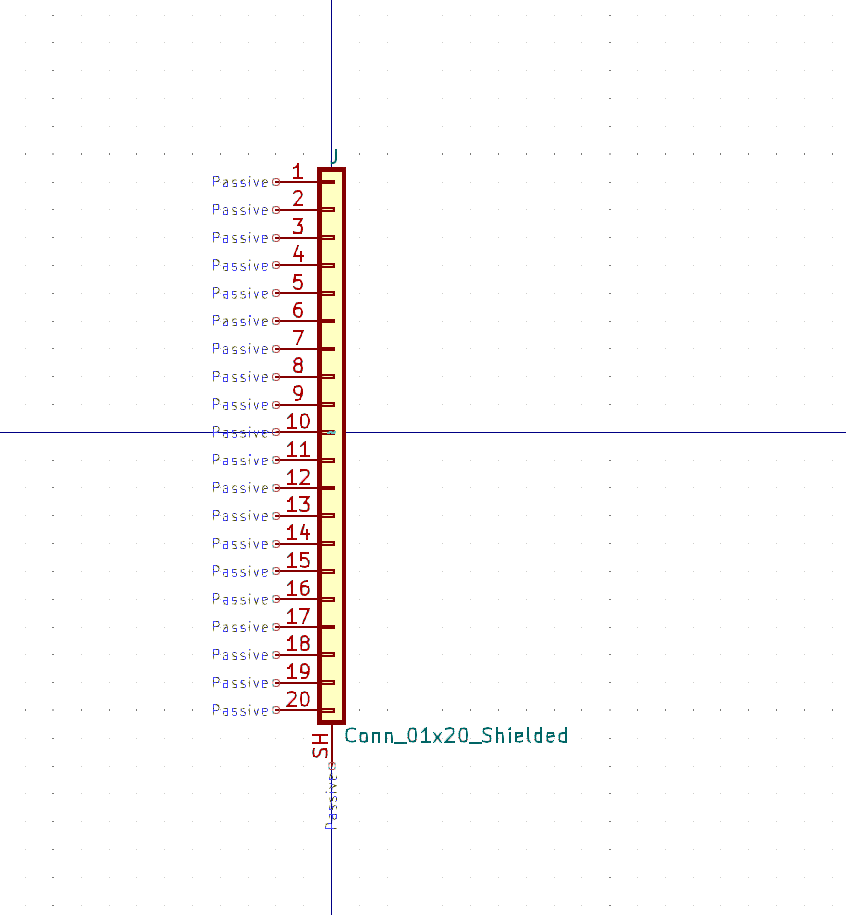 J
Passive 1
Passive 2
Passive 3
Passive 4
Passive 5
Passive 6
Passive 7
Passive 8
Passive 9
Passive 10
Passive 11
Passive 12
Passive 13
Passive 14
Passive 15
Passive 16
Passive 17
Passive 18
Passive 19
Passive 20
SH
Conn_01x20_Shielded
Passive